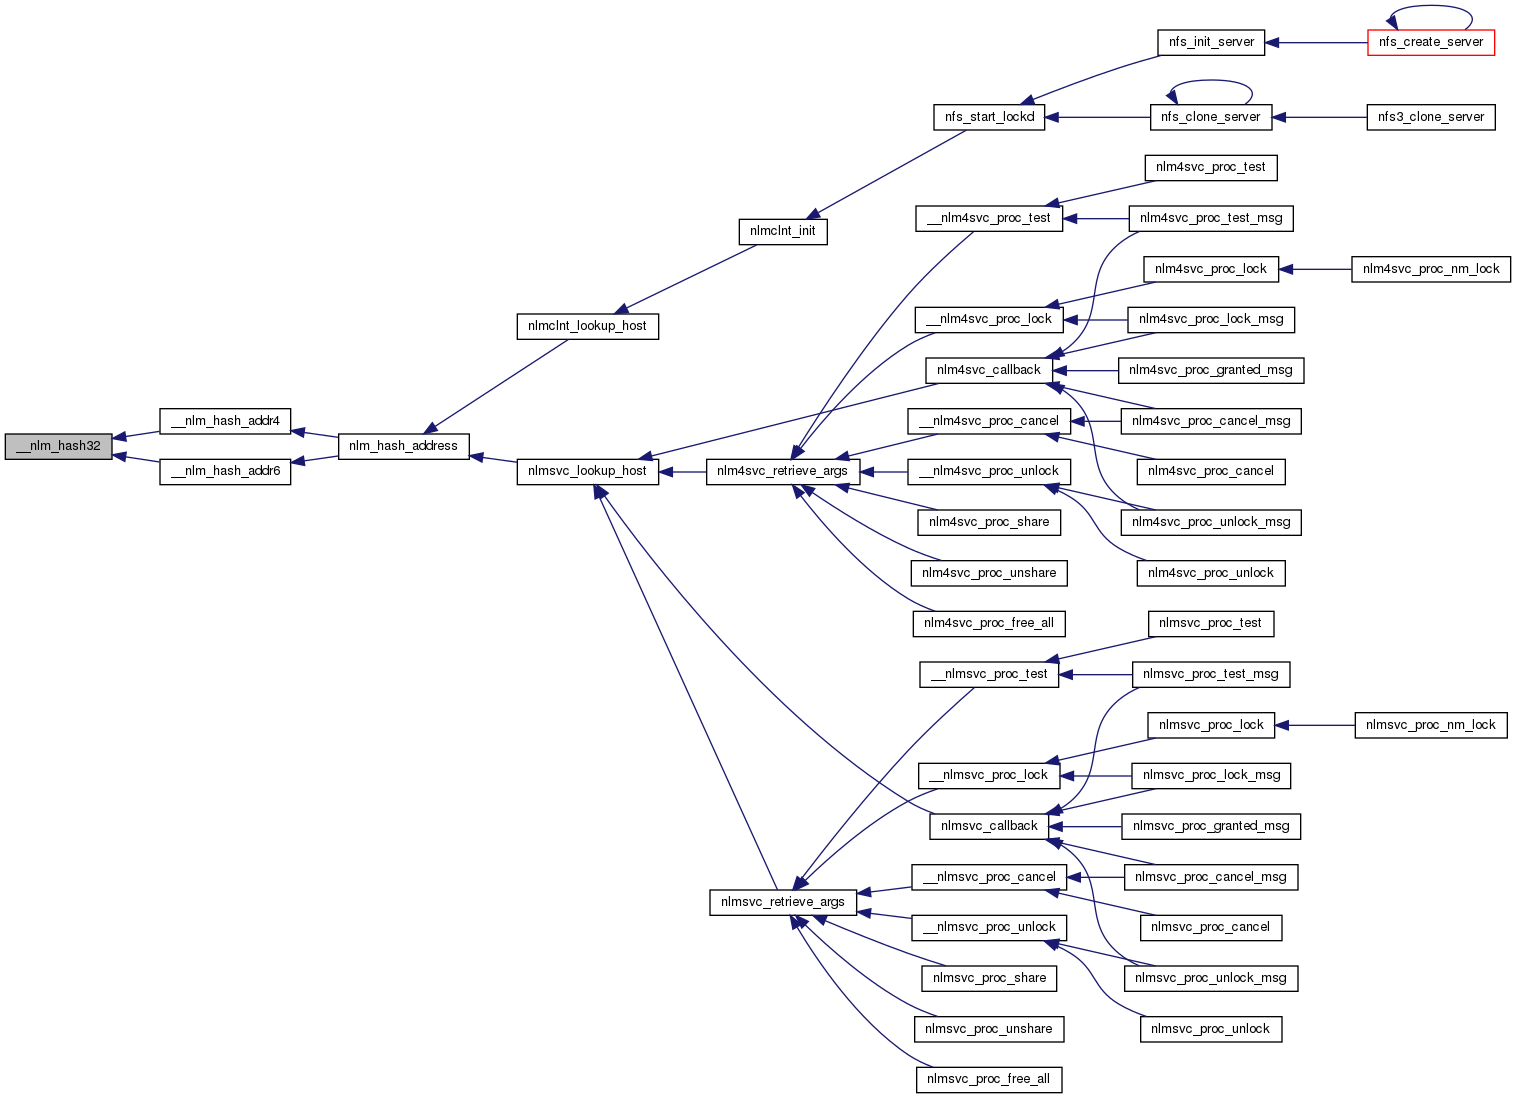 nfs_init_server
nfs_create_server
nfs_start_lockd
nfs_clone_server
nfs3_clone_server
nlm4svc_proc_test
__nlm4svc_proc_test
nlm4svc_proc_test_msg
nlmclnt_init
nlm4svc_proc_lock
nlm4svc_proc_nm_lock
nlmclnt_lookup_host
__nlm4svc_proc_lock
nlm4svc_proc_lock_msg
nlm4svc_callback
nlm4svc_proc_granted_msg
__nlm_hash_addr4
__nlm4svc_proc_cancel
nlm4svc_proc_cancel_msg
__nlm_hash32
nlm_hash_address
__nlm_hash_addr6
nlmsvc_lookup_host
nlm4svc_retrieve_args
__nlm4svc_proc_unlock
nlm4svc_proc_cancel
nlm4svc_proc_share
nlm4svc_proc_unlock_msg
nlm4svc_proc_unshare
nlm4svc_proc_unlock
nlm4svc_proc_free_all
nlmsvc_proc_test
__nlmsvc_proc_test
nlmsvc_proc_test_msg
nlmsvc_proc_lock
nlmsvc_proc_nm_lock
__nlmsvc_proc_lock
nlmsvc_proc_lock_msg
nlmsvc_callback
nlmsvc_proc_granted_msg
__nlmsvc_proc_cancel
nlmsvc_proc_cancel_msg
nlmsvc_retrieve_args
__nlmsvc_proc_unlock
nlmsvc_proc_cancel
nlmsvc_proc_share
nlmsvc_proc_unlock_msg
nlmsvc_proc_unshare
nlmsvc_proc_unlock
nlmsvc_proc_free_all